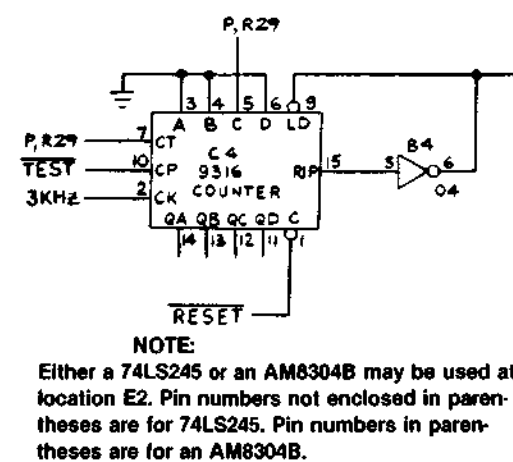 P,R29
3 4 5 6 9
A B C D LD
P,R29 7 CT
C4
B4
TEST 10 CP
9316
RIP 15 5 6
3KHZ 2 CK
COUNTER
04
QA QB QC QD C
14 13 12 11 1
RESET
NOTE:
Either a 74LS245 or an AM8304B may be used at
location E2. Pin numbers not enclosed in paren-
theses are for 74LS245. Pin numbers in paren-
theses are for an AM8304B.